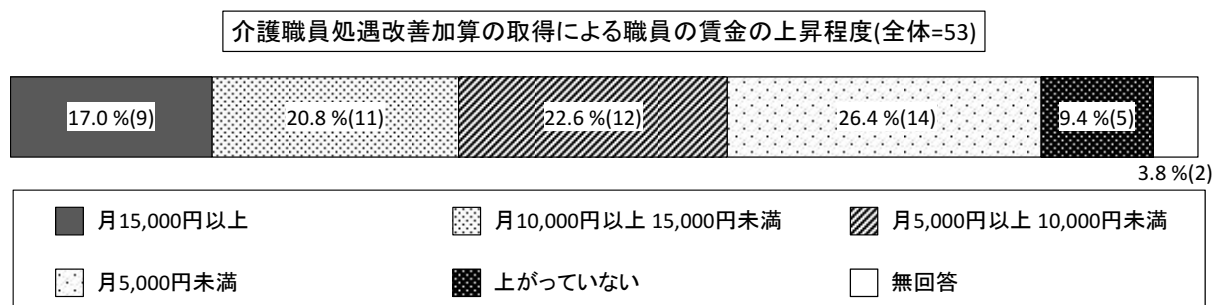 介護職員処遇改善加算の取得による職員の賃金の上昇程度(全体=53)
17.0 %(9) 20.8 %(11) 22.6 %(12) 26.4 %(14) 9.4 %(5)
3.8 %(2)
月15,000円以上 月10,000円以上 15,000円未満 月5,000円以上 10,000円未満
月5,000円未満 上がっていない 無回答